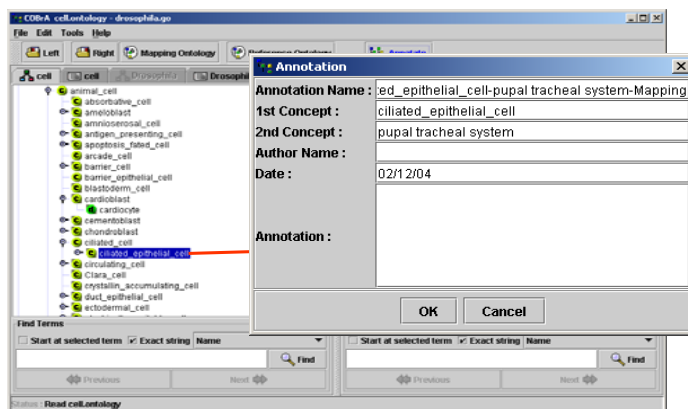 COBrA cell.ontology - drosophila.go
File Edit Tools Help
Left Right Mapping Ontology Reference Ontology Annotate
cell cell Drosophila Drosophil
animal_cell
absorbative_cell
ameloblast
amnioserosal_cell
antigen_presenting_cell
apoptosis_fated_cell
arcade_cell
barrier_cell
barrier_epithelial_cell
blastoderm_cell
cardioblast
cardiocyte
cementoblast
chondroblast
ciliated_cell
ciliated_epithelial_cell
circulating_cell
Clara_cell
crystallin_accumulating_cell
duct_epithelial_cell
ectodermal_cell
Annotation
Annotation Name : ted_epithelial_cell-pupal tracheal system-Mapping
1st Concept : ciliated_epithelial_cell
2nd Concept : pupal tracheal system
Author Name :
Date : 02/12/04
Annotation :
OK Cancel
Find Terms
Start at selected term Exact string Name
Find
Previous Next
Start at selected term Exact string Name
Find
Previous Next
Status : Read cell.ontology